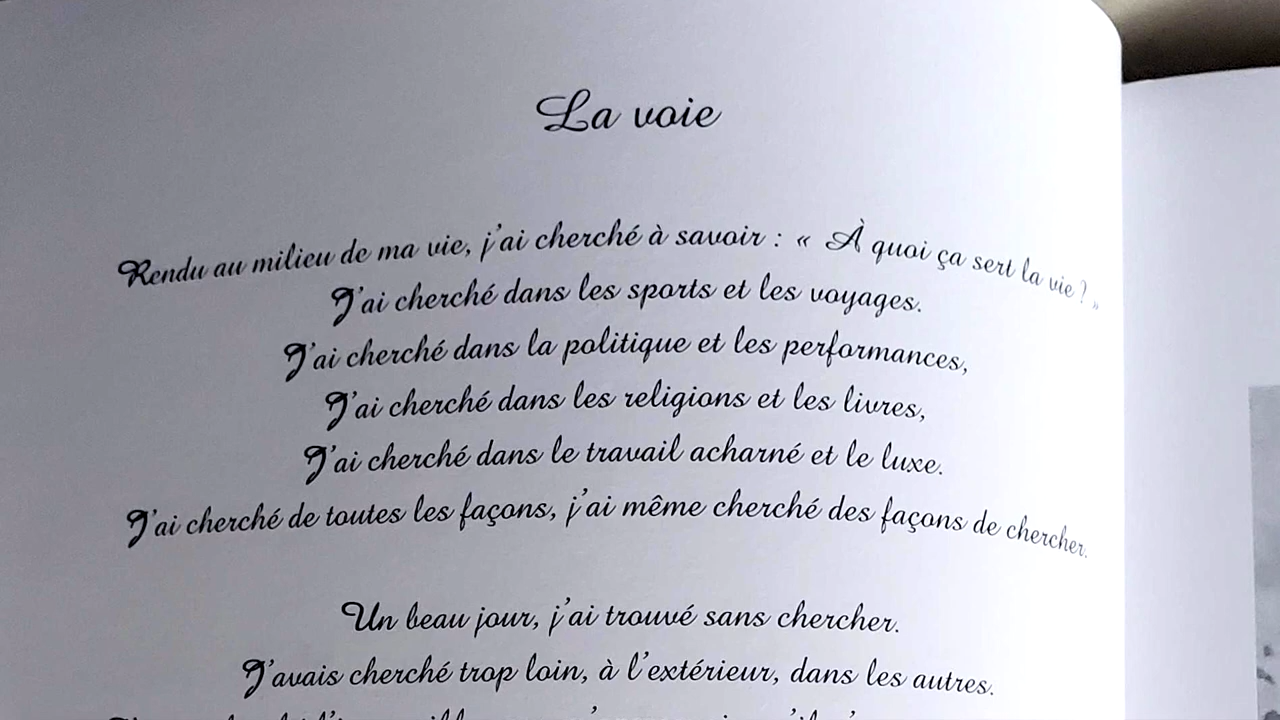 La voie
Rendu au milieu de ma vie, j'ai cherché à savoir : « À quoi ça sert la vie ? »
J'ai cherché dans les sports et les voyages.
J'ai cherché dans la politique et les performances,
J'ai cherché dans les religions et les livres,
J'ai cherché dans le travail acharné et le luxe.
J'ai cherché de toutes les façons, j'ai même cherché des façons de chercher.
Un beau jour, j'ai trouvé sans chercher.
J'avais cherché trop loin, à l'extérieur, dans les autres.